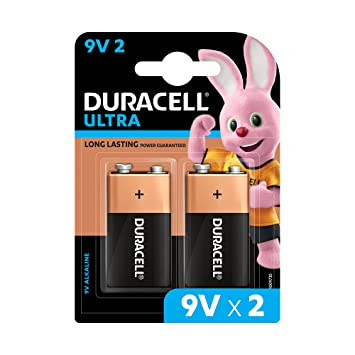 9V 2
DURACELL®
ULTRA
LONG LASTING POWER GUARANTEED
+
DURACELL
+
DURACELL
9V ALKALINE
9V x 2